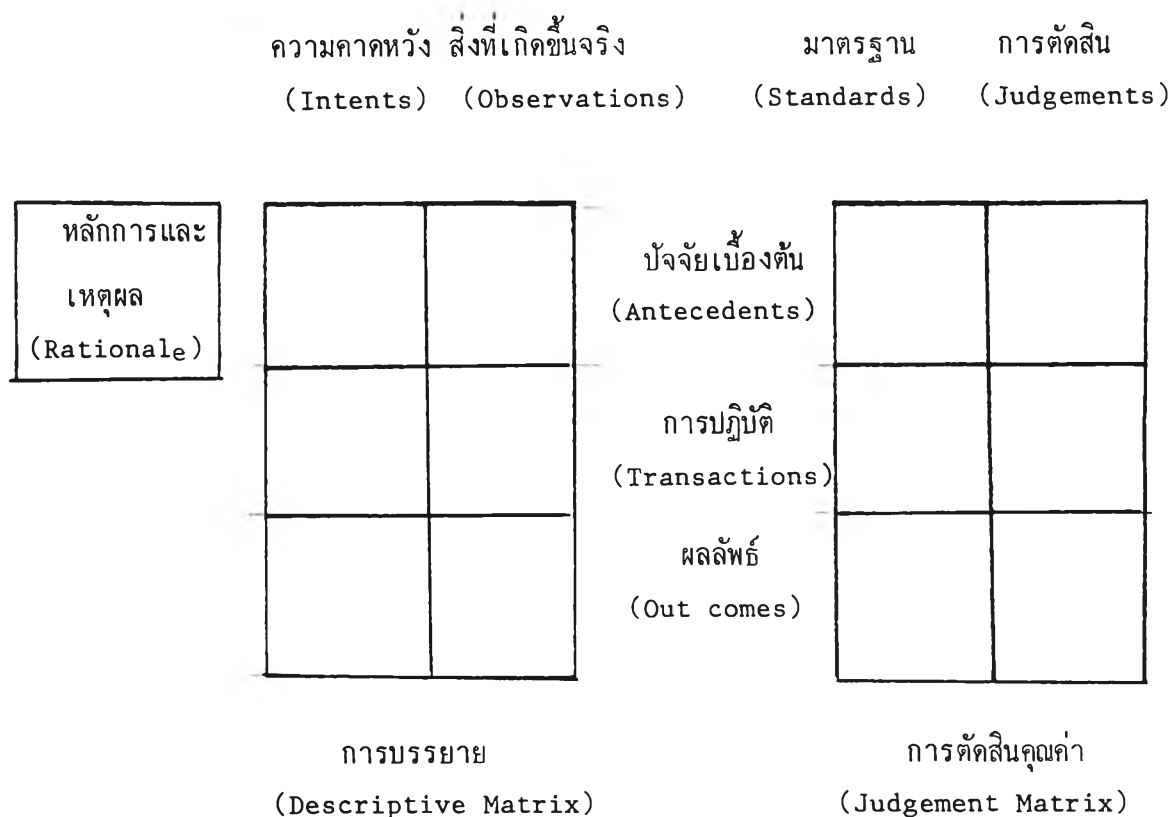 ความคาดหวัง สิ่งที่เกิดขึ้นจริง มาตรฐาน การตัดสิน
(Intents) (Observations) (Standards) (Judgements)
หลักการและ
เหตุผล
(Rationale)
ปัจจัยเบื้องต้น
(Antecedents)
การปฏิบัติ
(Transactions)
ผลลัพธ์
(Out comes)
การบรรยาย การตัดสินคุณค่า
(Descriptive Matrix) (Judgement Matrix)